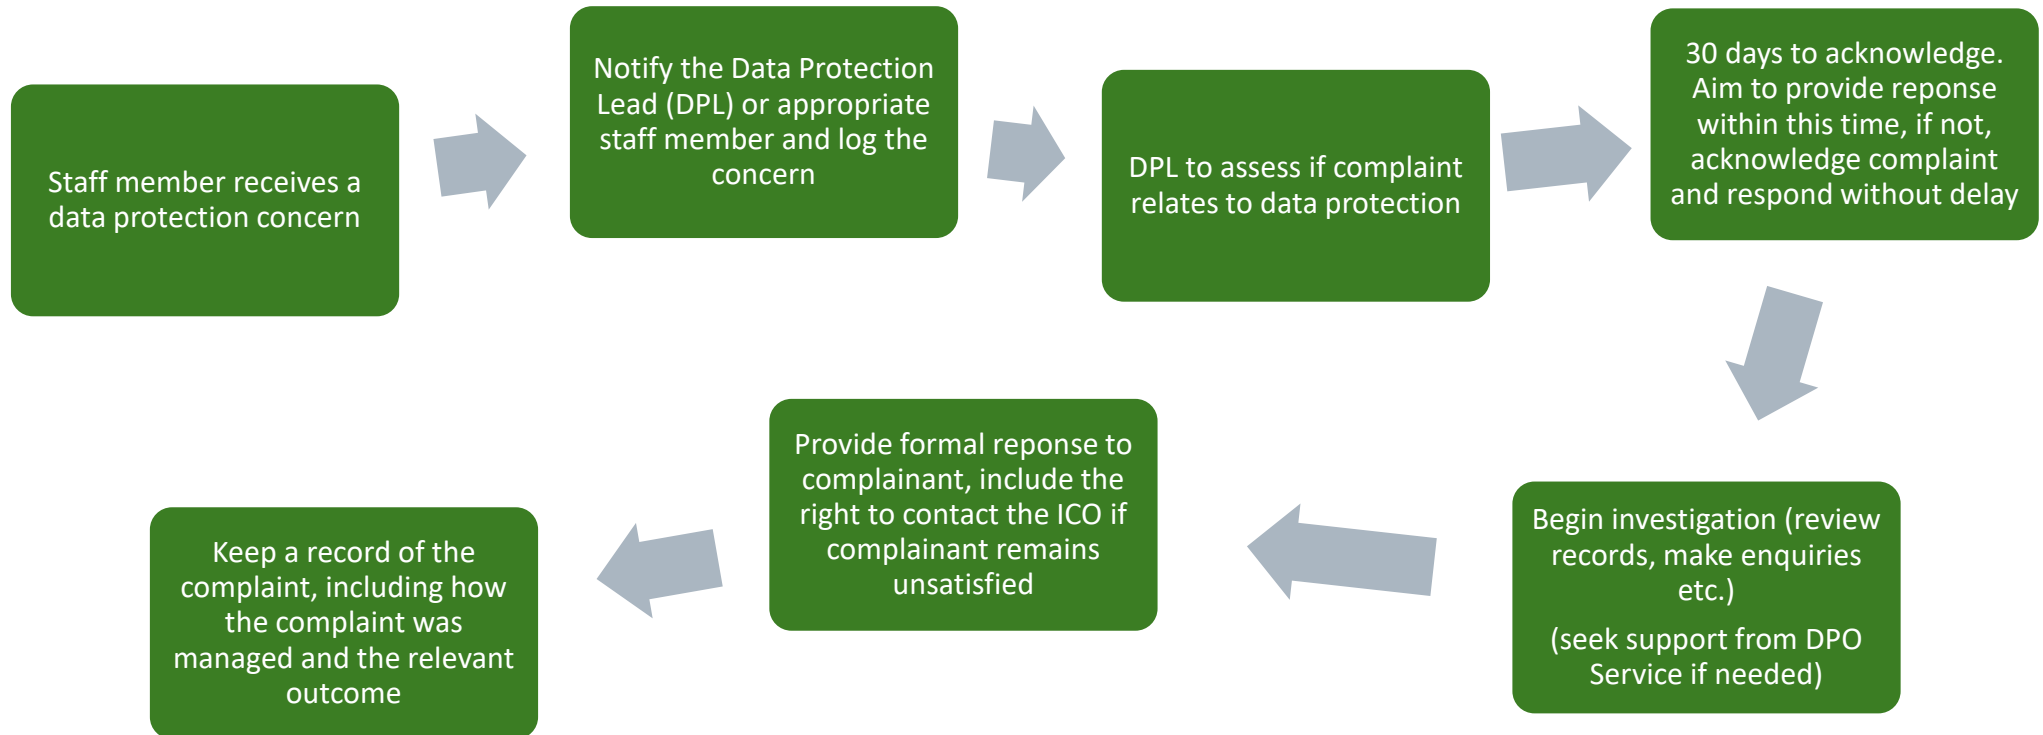 Staff member receives a
data protection concern
Notify the Data Protection
Lead (DPL) or appropriate
staff member and log the
concern
DPL to assess if complaint
relates to data protection
30 days to acknowledge.
Aim to provide reponse
within this time, if not,
acknowledge complaint
and respond without delay
Begin investigation (review
records, make enquiries
etc.)
(seek support from DPO
Service if needed)
Provide formal reponse to
complainant, include the
right to contact the ICO if
complainant remains
unsatisfied
Keep a record of the
complaint, including how
the complaint was
managed and the relevant
outcome